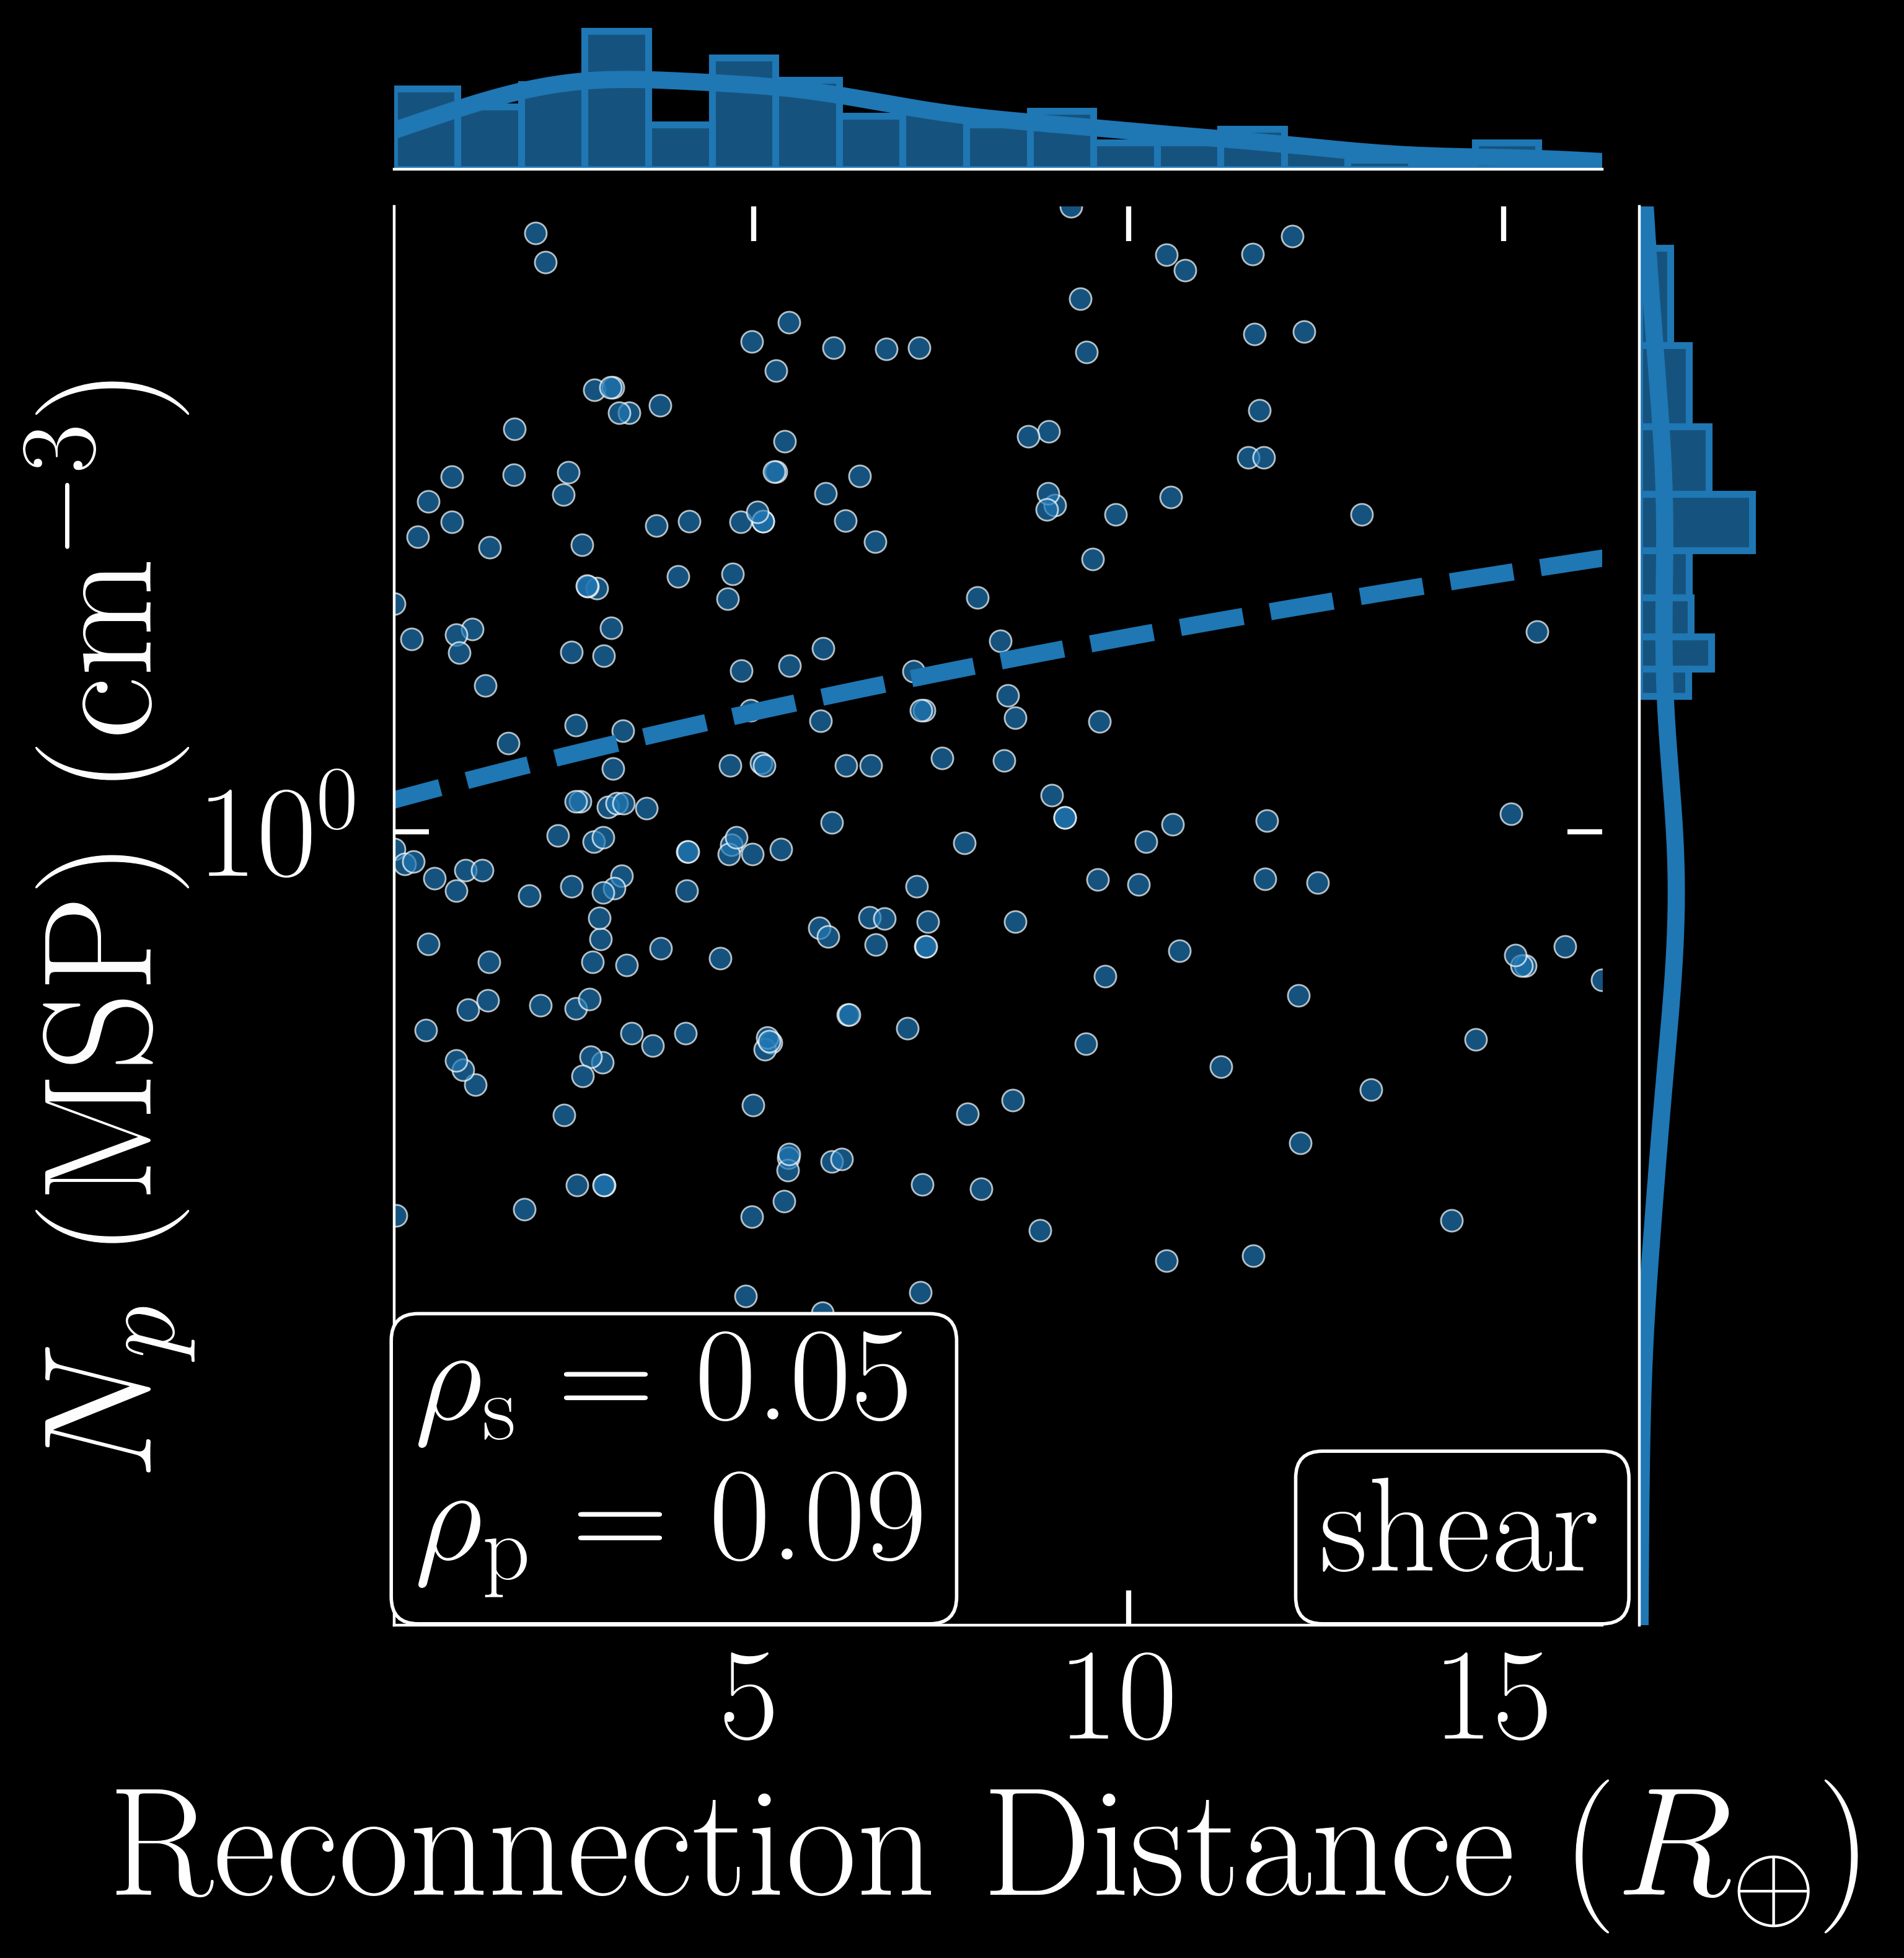 N_p (MSP) (cm^−3)
10^0
ρ_s = 0.05
ρ_p = 0.09
shear
5 10 15
Reconnection Distance (R_⊕)